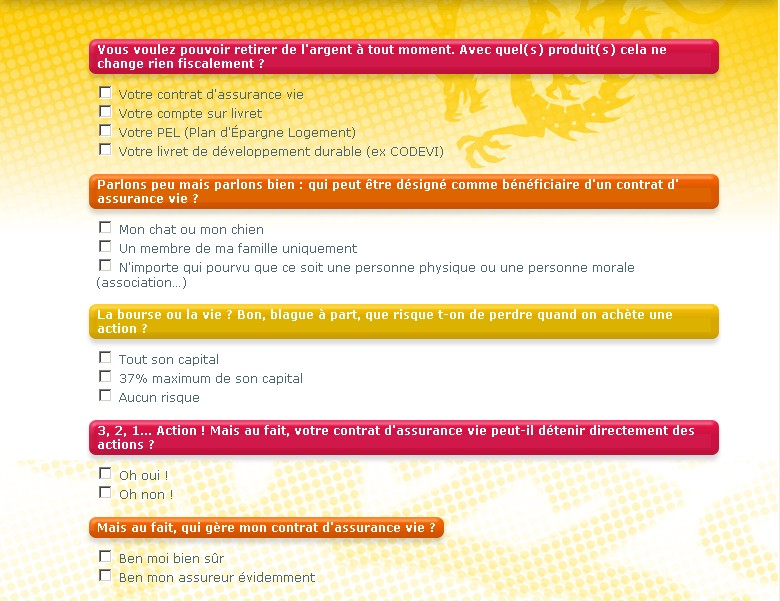 Vous voulez pouvoir retirer de l'argent à tout moment. Avec quel(s) produit(s) cela ne
change rien fiscalement ?
Votre contrat d'assurance vie
Votre compte sur livret
Votre PEL (Plan d'Épargne Logement)
Votre livret de développement durable (ex CODEVI)
Parlons peu mais parlons bien : qui peut être désigné comme bénéficiaire d'un contrat d'
assurance vie ?
Mon chat ou mon chien
Un membre de ma famille uniquement
N'importe qui pourvu que ce soit une personne physique ou une personne morale
(association...)
La bourse ou la vie ? Bon, blague à part, que risque t-on de perdre quand on achète une
action ?
Tout son capital
37% maximum de son capital
Aucun risque
3, 2, 1... Action ! Mais au fait, votre contrat d'assurance vie peut-il détenir directement des
actions ?
Oh oui !
Oh non !
Mais au fait, qui gère mon contrat d'assurance vie ?
Ben moi bien sûr
Ben mon assureur évidemment